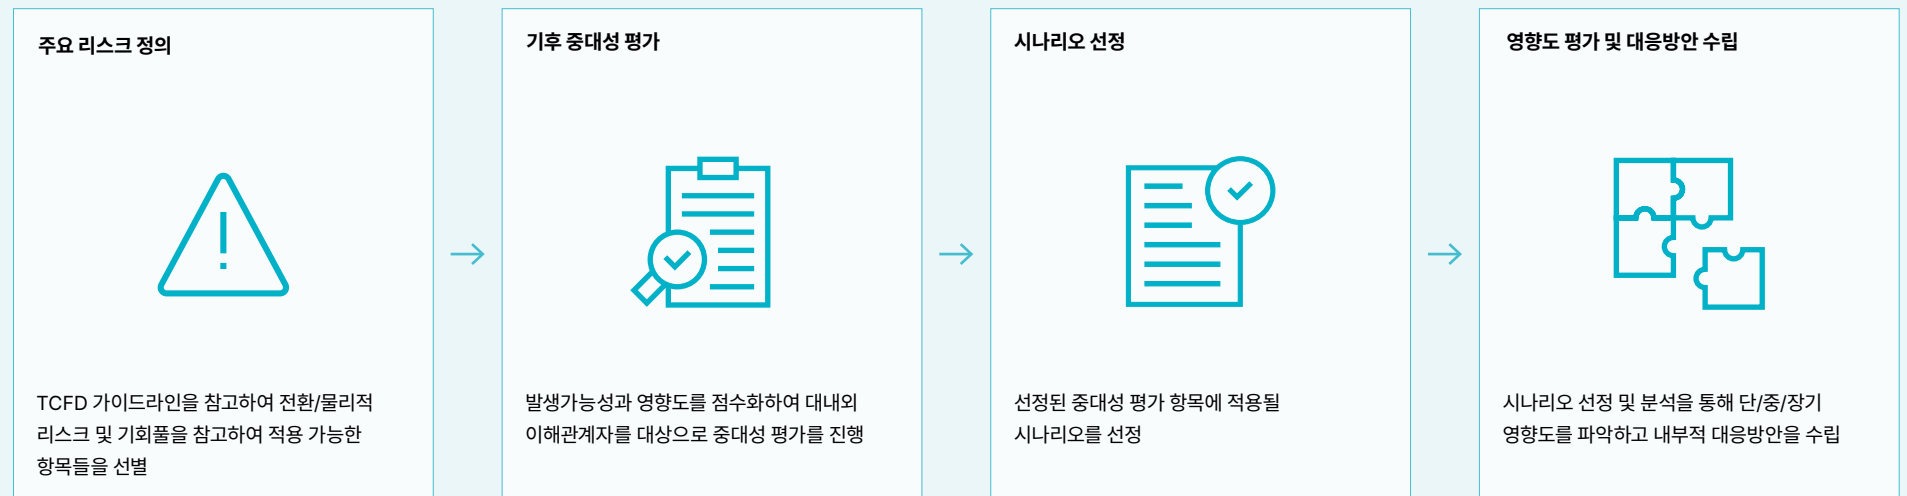 주요 리스크 정의
TCFD 가이드라인을 참고하여 전환/물리적
리스크 및 기회풀을 참고하여 적용 가능한
항목들을 선별
기후 중대성 평가
발생가능성과 영향도를 점수화하여 대내외
이해관계자를 대상으로 중대성 평가를 진행
시나리오 선정
선정된 중대성 평가 항목에 적용될
시나리오를 선정
영향도 평가 및 대응방안 수립
시나리오 선정 및 분석을 통해 단/중/장기
영향도를 파악하고 내부적 대응방안을 수립